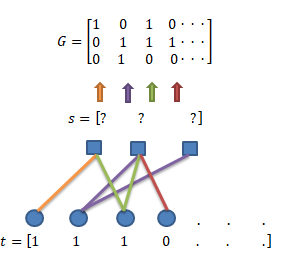 G = [1 0 1 0 · · ·
0 1 1 1 · · ·
0 1 0 0 · · ·]
s = [? ? ?]
t = [1 1 1 0 . . .]
. . .